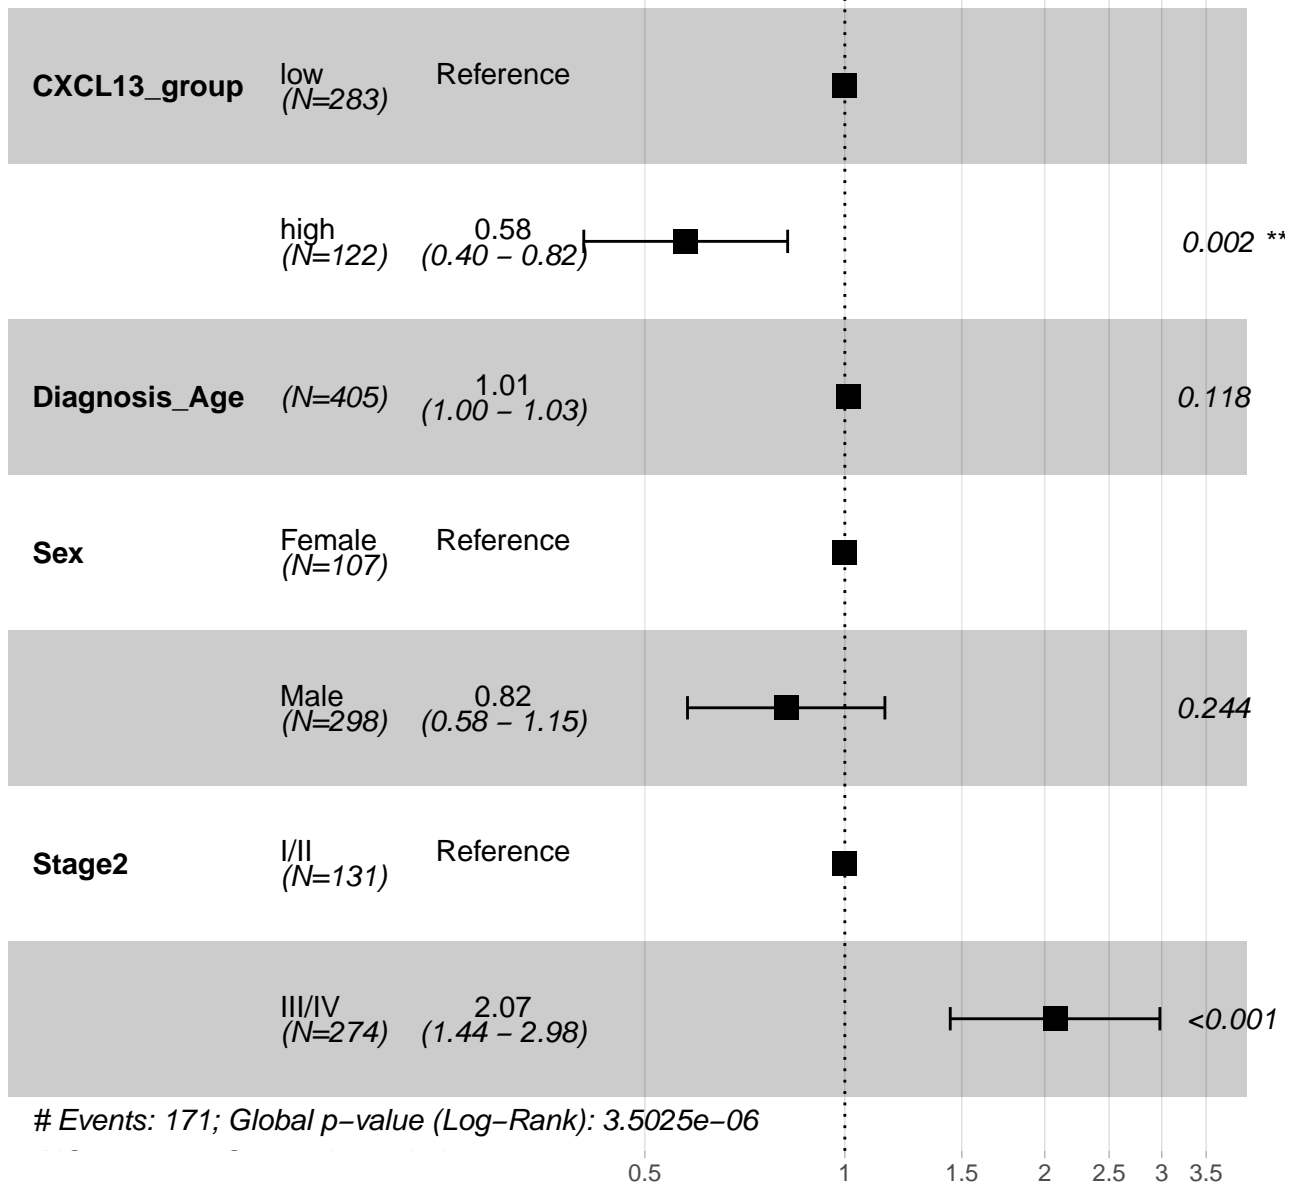 CXCL13_group low Reference
(N=283)
high 0.58
(N=122) (0.40 – 0.82) 0.002 **
Diagnosis_Age (N=405) 1.01 0.118
(1.00 – 1.03)
Sex Female Reference
(N=107)
Male 0.82
(N=298) (0.58 – 1.15) 0.244
Stage2 I/II Reference
(N=131)
III/IV 2.07
(N=274) (1.44 – 2.98) <0.001
# Events: 171; Global p−value (Log−Rank): 3.5025e−06
0.5 1 1.5 2 2.5 3 3.5